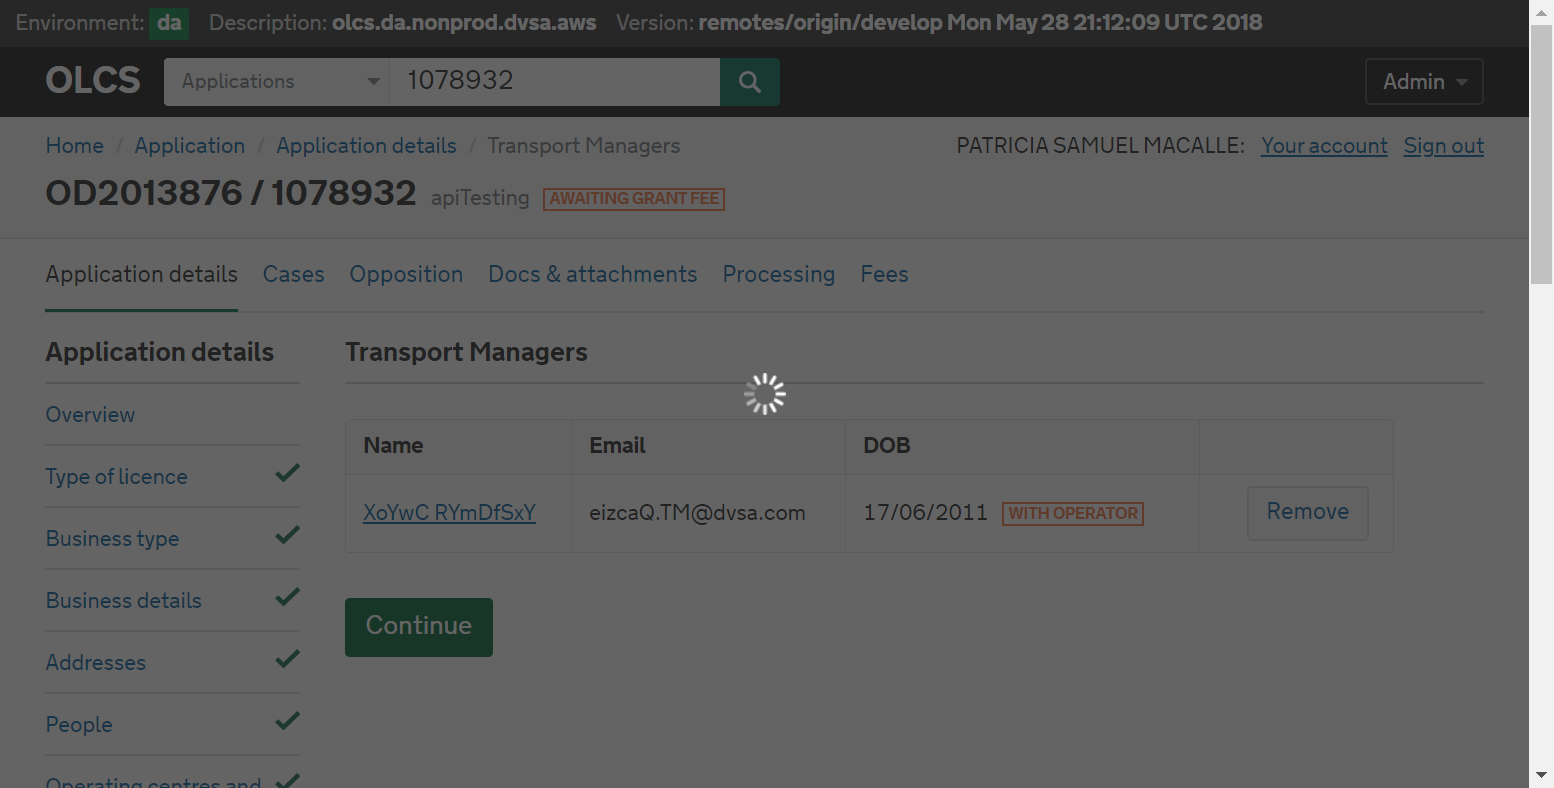 Environment: da Description: olcs.da.nonprod.dvsa.aws Version: remotes/origin/develop Mon May 28 21:12:09 UTC 2018
OLCS Applications 1078932 Admin
Home / Application / Application details / Transport Managers PATRICIA SAMUEL MACALLE: Your account Sign out
OD2013876 / 1078932 apiTesting AWAITING GRANT FEE
Application details Cases Opposition Docs & attachments Processing Fees
Application details
Overview
Type of licence
Business type
Business details
Addresses
People
Operating centres and
Transport Managers
Name Email DOB
XoYwC RYmDfSxY eizcaQ.TM@dvsa.com 17/06/2011 WITH OPERATOR Remove
Continue